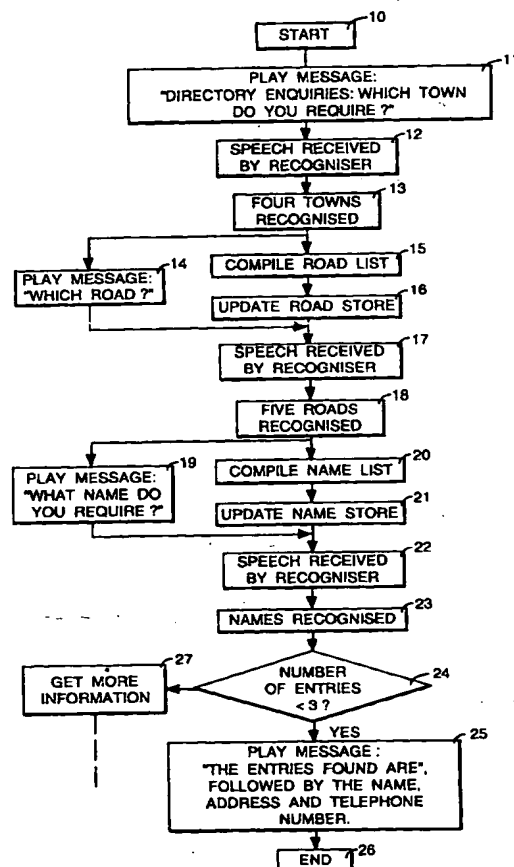 10
START
11
PLAY MESSAGE:
"DIRECTORY ENQUIRIES: WHICH TOWN
DO YOU REQUIRE ?"
12
SPEECH RECEIVED
BY RECOGNISER
13
FOUR TOWNS
RECOGNISED
14
PLAY MESSAGE:
"WHICH ROAD ?"
15
COMPILE ROAD LIST
16
UPDATE ROAD STORE
17
SPEECH RECEIVED
BY RECOGNISER
18
FIVE ROADS
RECOGNISED
19
PLAY MESSAGE:
"WHAT NAME DO
YOU REQUIRE ?"
20
COMPILE NAME LIST
21
UPDATE NAME STORE
22
SPEECH RECEIVED
BY RECOGNISER
23
NAMES RECOGNISED
24
NUMBER
OF ENTRIES
< 3 ?
27
GET MORE
INFORMATION
YES
25
PLAY MESSAGE :
"THE ENTRIES FOUND ARE",
FOLLOWED BY THE NAME,
ADDRESS AND TELEPHONE
NUMBER.
26
END